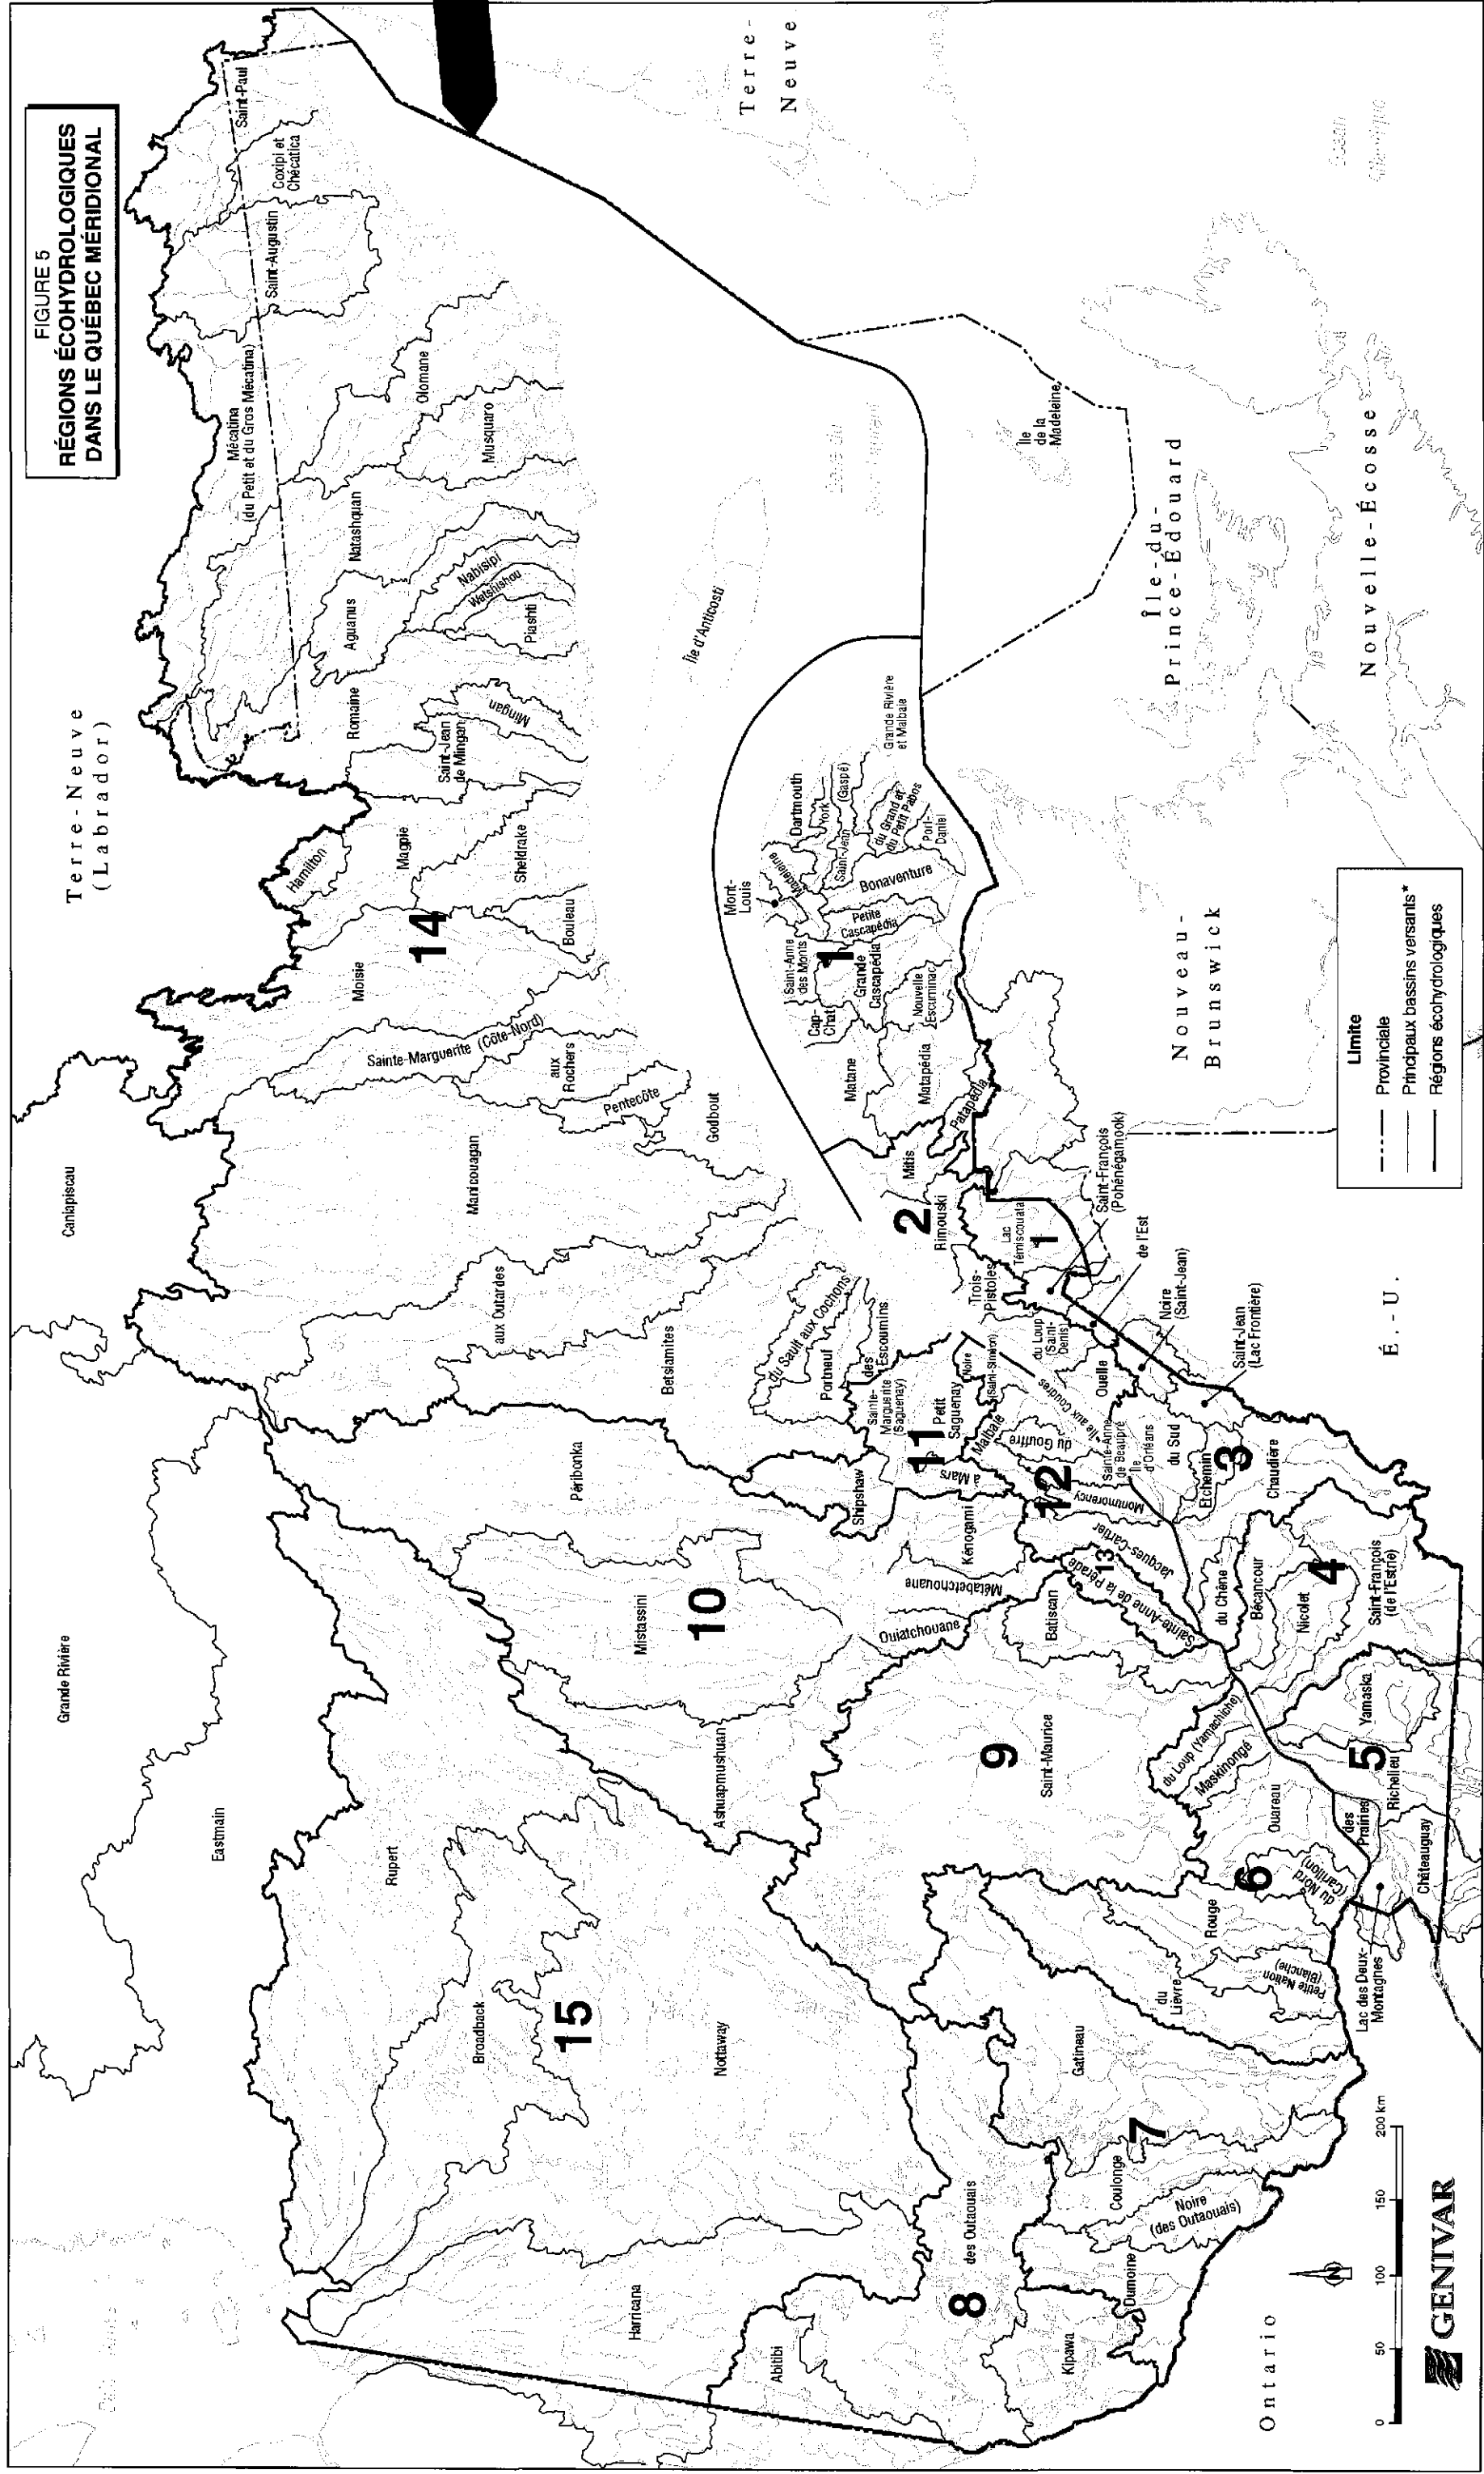 FIGURE 5
RÉGIONS ÉCOHYDROLOGIQUES
DANS LE QUÉBEC MÉRIDIONAL
Terre-Neuve
(Labrador)
Terre-
Neuve
Caniapiscau
Grande Rivière
Eastmain
Saint-Paul
Coxipi et
Chécatica
Saint-Augustin
Mécatina
(du Petit et du Gros Mécatina)
Olomane
Musquaro
Natashquan
Nabisipi
Watshishou
Aguanus
Piashti
Romaine
Mingan
Saint-Jean
de Mingan
Magpie
Hamilton
Sheldrake
Bouleau
14
Moisie
Sainte-Marguerite (Côte-Nord)
aux
Rochers
Pentecôte
Godbout
Manicouagan
aux Outardes
Betsiamites
du Sault aux Cochons
Portneuf
des
Escoumins
Sainte-
Marguerite
(Saguenay)
Petit
Saguenay
Noire
(Saint-Siméon)
11
Malbaie
à Mars
du Gouffre
Île aux Coudres
12
Sainte-Anne
de Beaupré
Île
d'Orléans
Montmorency
Jacques-Cartier
13
Sainte-Anne de la Pérade
Batiscan
Péribonka
Shipshaw
Kénogami
Métabetchouane
Ouiatchouane
Mistassini
10
Ashuapmushuan
Rupert
Broadback
15
Nottaway
Harricana
Abitibi
8
des Outaouais
Kipawa
Dumoine
Noire
(des Outaouais)
Coulonge
7
Gatineau
du
Lièvre
Petite Nation
(Blanche)
Rouge
6
du Nord
(Carillon)
Ouareau
Maskinongé
du Loup (Yamachiche)
9
Saint-Maurice
Lac des Deux-
Montagnes
des
Prairies
Châteauguay
Richelieu
5
Yamaska
Saint-François
(de l'Estrie)
4
Nicolet
Bécancour
du Chêne
Chaudière
3
Etchemin
du Sud
Ouelle
du Loup
(Saint-
Denis)
Saint-Jean
(Lac Frontière)
Noire
(Saint-Jean)
de l'Est
Saint-François
(Pohénégamook)
Trois-
Pistoles
Lac
Témiscouata
1
2
Rimouski
Mitis
Patapédia
Matapédia
Matane
Cap-
Chat
Saint-Anne
des Monts
1
Grande
Cascapédia
Nouvelle
Escuminac
Petite
Cascapédia
Bonaventure
Mont-
Louis
Madeleine
Dartmouth
York
Saint-Jean
(Gaspé)
du Grand et
du Petit Pabos
Port-
Daniel
Grande Rivière
et Malbaie
Île d'Anticosti
Île
de la
Madeleine
Île-du-
Prince-Édouard
Nouvelle-Écosse
Nouveau-
Brunswick
É.-U.
Ontario
Limite
Provinciale
Principaux bassins versants*
Régions écohydrologiques
0 50 100 150 200 km
N
GENIVAR